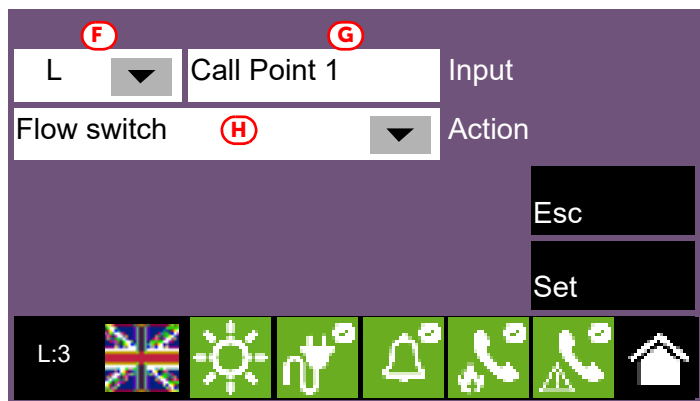 F G
L Call Point 1 Input
Flow switch H Action
Esc
Set
L:3